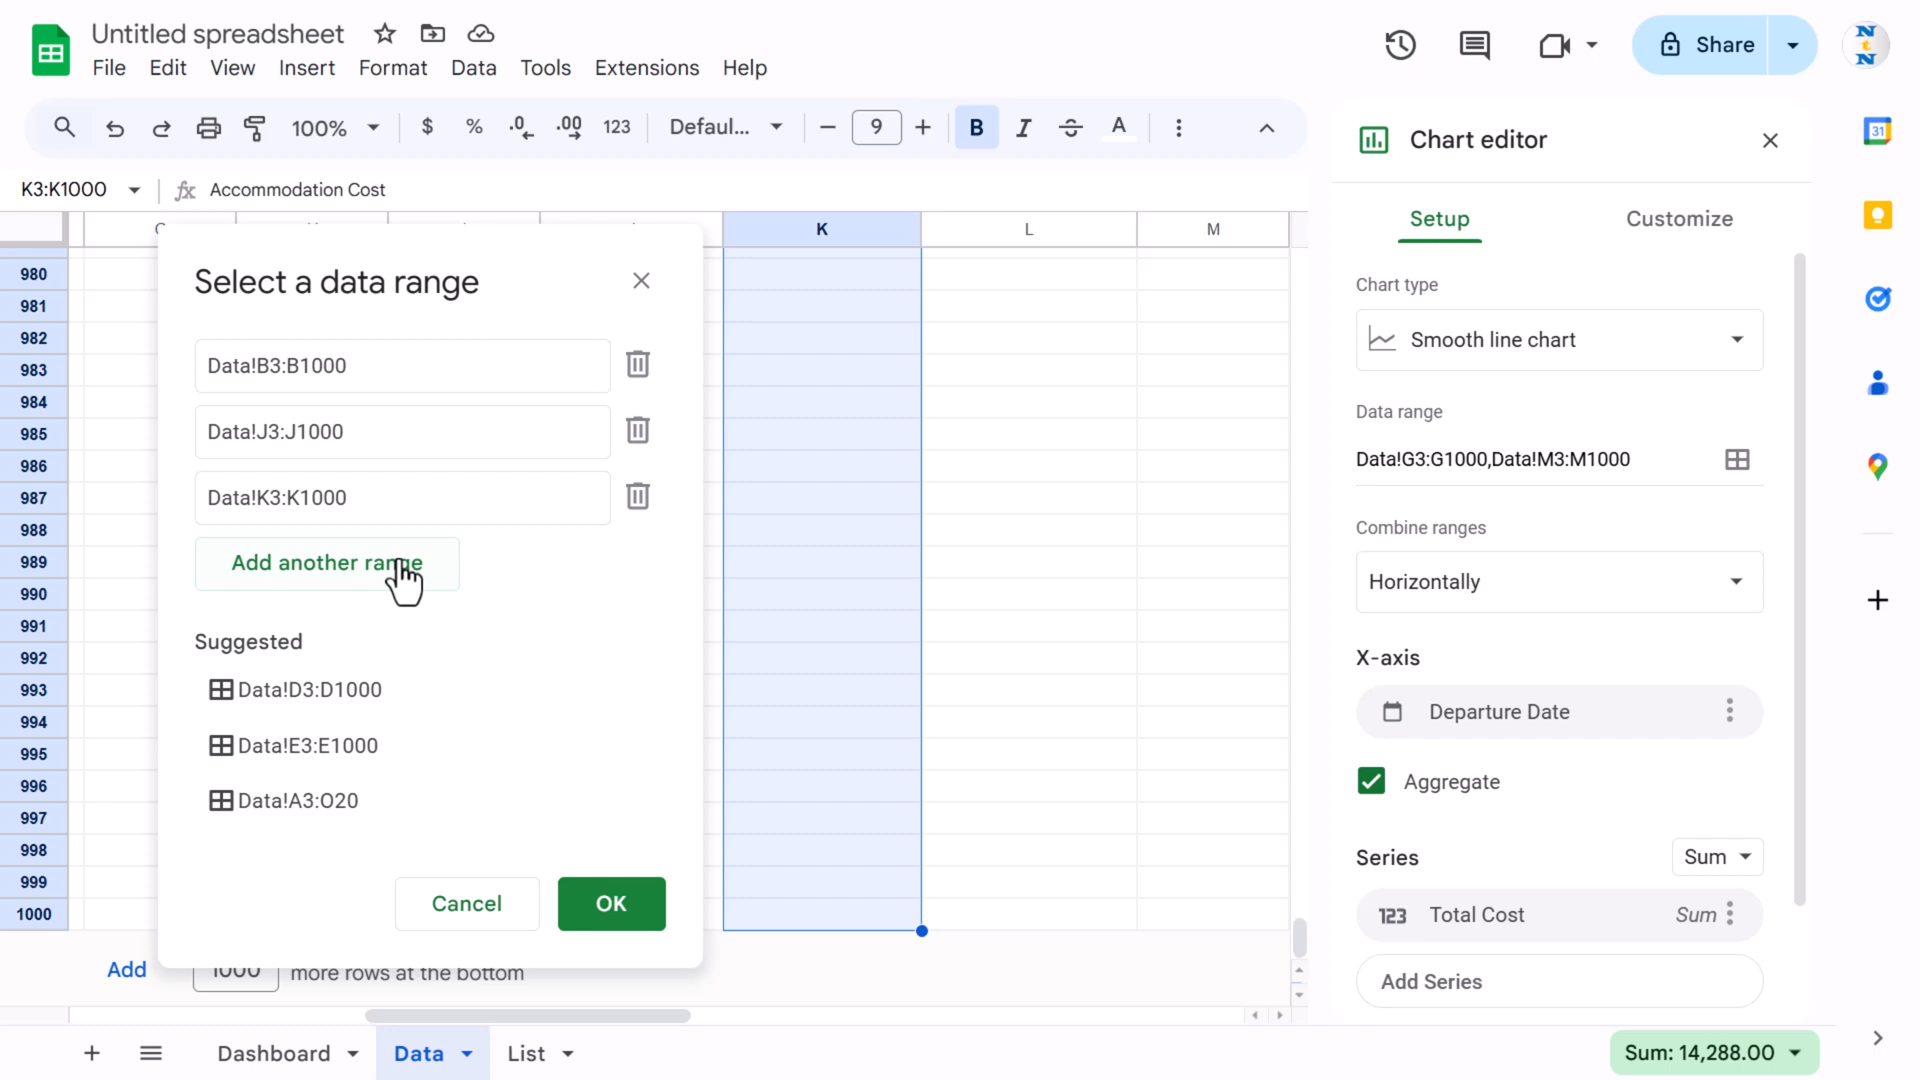 Untitled spreadsheet
File Edit View Insert Format Data Tools Extensions Help
Share
N
t
N
100% $ % .0 .00 123 Defaul... 9 B I S A
K3:K1000 fx Accommodation Cost
K L M
980
981
982
983
984
985
986
987
988
989
990
991
992
993
994
995
996
997
998
999
1000
Select a data range
Data!B3:B1000
Data!J3:J1000
Data!K3:K1000
Add another range
Suggested
Data!D3:D1000
Data!E3:E1000
Data!A3:O20
Cancel OK
Add 1000 more rows at the bottom
Dashboard Data List
Sum: 14,288.00
Chart editor
Setup Customize
Chart type
Smooth line chart
Data range
Data!G3:G1000,Data!M3:M1000
Combine ranges
Horizontally
X-axis
Departure Date
Aggregate
Series Sum
123 Total Cost Sum
Add Series
31